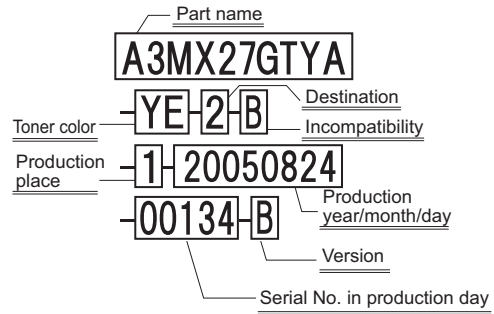 Part name
A3MX27GTYA
Destination
-YE-2-B
Toner color
Incompatibility
Production
place
-1-20050824
Production
year/month/day
-00134-B
Version
Serial No. in production day